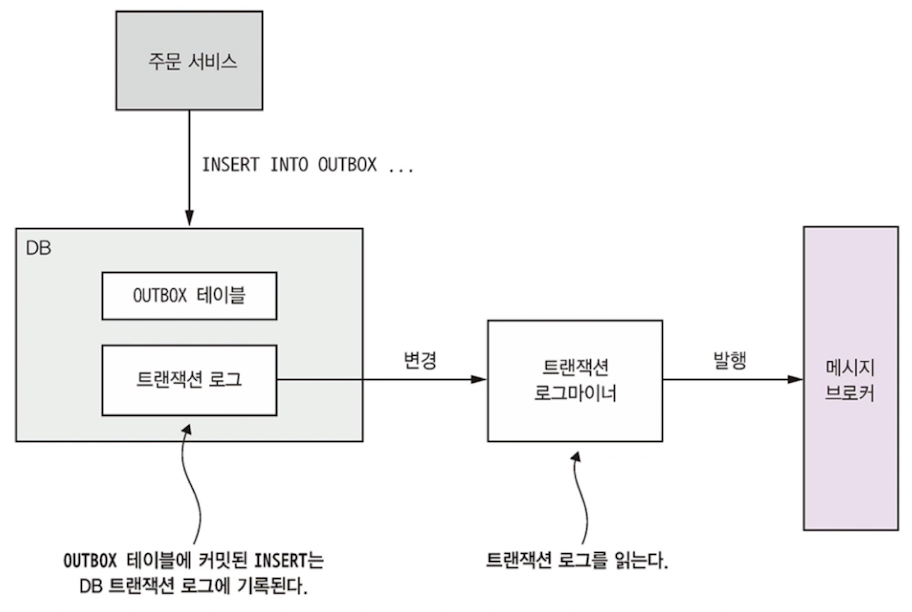 주문 서비스
INSERT INTO OUTBOX ...
DB
OUTBOX 테이블
트랜잭션 로그
변경
트랜잭션
로그마이너
발행
메시지
브로커
OUTBOX 테이블에 커밋된 INSERT는
DB 트랜잭션 로그에 기록된다.
트랜잭션 로그를 읽는다.